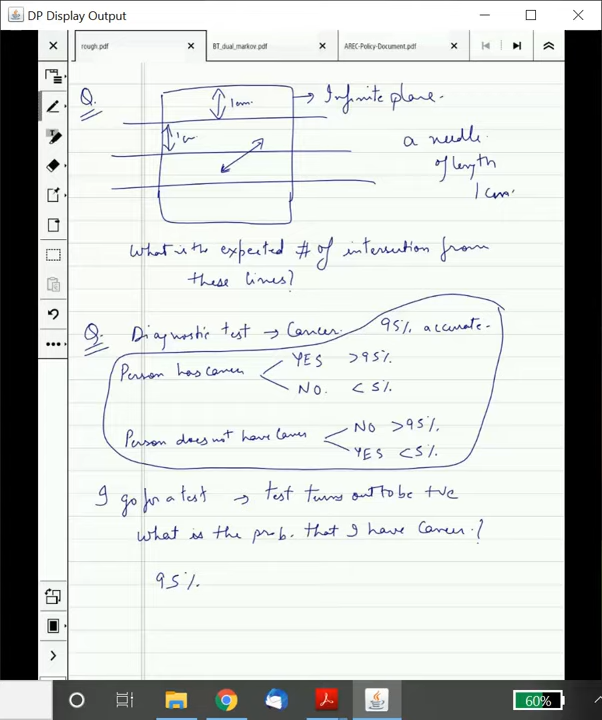 DP Display Output
rough.pdf
BT_dual_markov.pdf
AREC-Policy-Document.pdf
Q.
1cm.
Infinite plane.
1cm
a needle
of length
1cm.
What is the expected # of intersection from
these lines?
Q.
Diagnostic test → Cancer.
95% accurate.
Person has cancer
YES >95%.
NO. < 5%.
Person does not have Cancer
NO >95%.
YES <5%.
I go for a test → test turns out to be +ve
What is the prob. that I have Cancer.?
95%.
60%